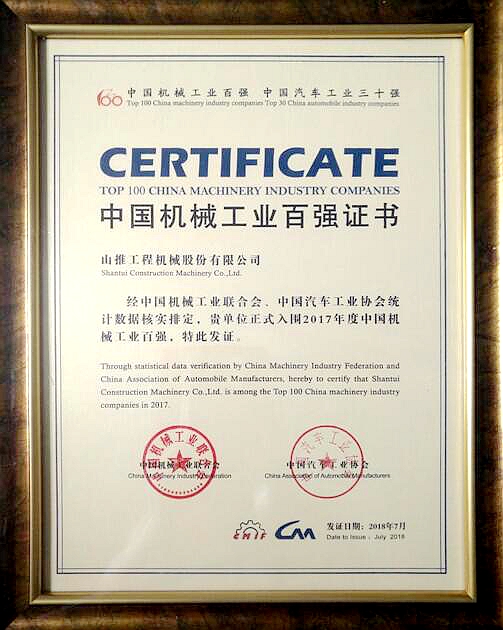 中国机械工业百强 中国汽车工业三十强
Top 100 China machinery industry companies Top 30 China automobile industry companies
CERTIFICATE
TOP 100 CHINA MACHINERY INDUSTRY COMPANIES
中国机械工业百强证书
山推工程机械股份有限公司
Shantui Construction Machinery Co.,Ltd.
经中国机械工业联合会、中国汽车工业协会统
计数据核实排定，贵单位正式入围2017年度中国机
械工业百强，特此发证。
Through statistical data verification by China Machinery Industry Federation and
China Association of Automobile Manufacturers, hereby to certify that Shantui
Construction Machinery Co.,Ltd. is among the Top 100 China machinery industry
companies in 2017.
中国机械工业联合会 中国汽车工业协会
China Machinery Industry Federation China Association of Automobile Manufacturers
CMIF CAM 发证日期：2018年7月
Date to Issue : July 2018